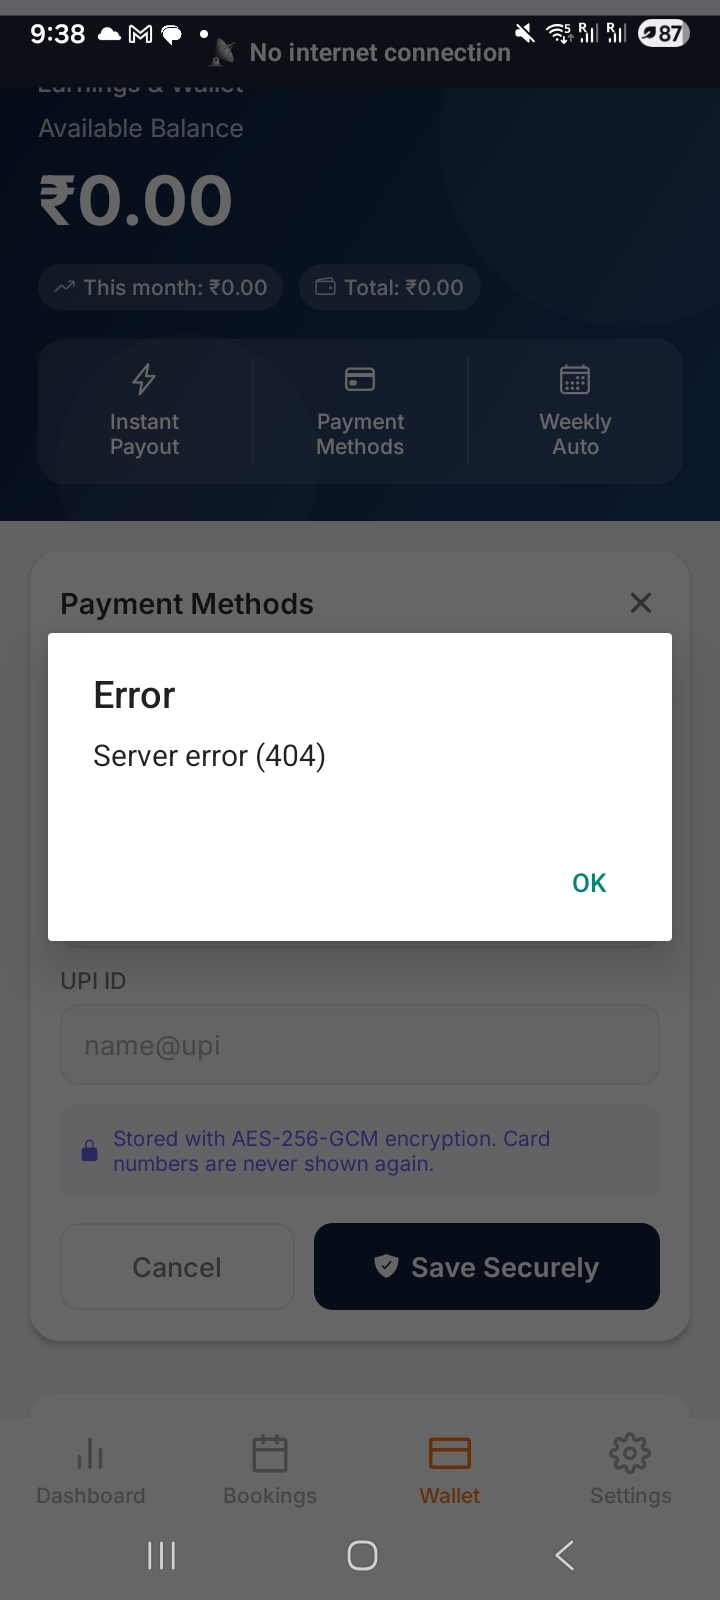 9:38
87
No internet connection
Earnings & Wallet
Available Balance
₹0.00
This month: ₹0.00
Total: ₹0.00
Instant
Payout
Payment
Methods
Weekly
Auto
Payment Methods
Error
Server error (404)
OK
UPI ID
name@upi
Stored with AES-256-GCM encryption. Card
numbers are never shown again.
Cancel
Save Securely
Dashboard
Bookings
Wallet
Settings